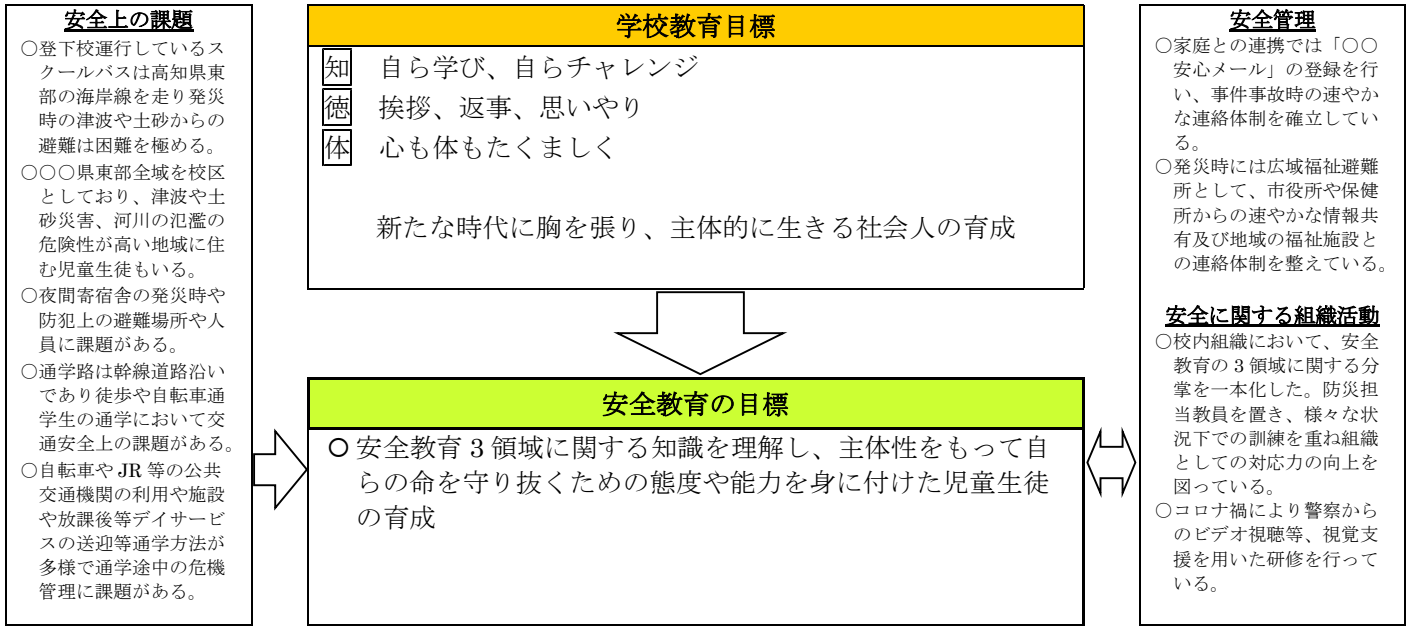 安全上の課題
○登下校運行しているス
クールバスは高知県東
部の海岸線を走り発災
時の津波や土砂からの
避難は困難を極める。
○○○県東部全域を校区
としており、津波や土
砂災害、河川の氾濫の
危険性が高い地域に住
む児童生徒もいる。
○夜間寄宿舎の発災時や
防犯上の避難場所や人
員に課題がある。
○通学路は幹線道路沿い
であり徒歩や自転車通
学生の通学において交
通安全上の課題がある。
○自転車や JR 等の公共
交通機関の利用や施設
や放課後等デイサービ
スの送迎等通学方法が
多様で通学途中の危機
管理に課題がある。
学校教育目標
知 自ら学び、自らチャレンジ
徳 挨拶、返事、思いやり
体 心も体もたくましく
新たな時代に胸を張り、主体的に生きる社会人の育成
安全教育の目標
○安全教育3領域に関する知識を理解し、主体性をもって自
らの命を守り抜くための態度や能力を身に付けた児童生徒
の育成
安全管理
○家庭との連携では「○○
安心メール」の登録を行
い、事件事故時の速やか
な連絡体制を確立してい
る。
○発災時には広域福祉避難
所として、市役所や保健
所からの速やかな情報共
有及び地域の福祉施設と
の連絡体制を整えている。
安全に関する組織活動
○校内組織において、安全
教育の3領域に関する分
掌を一本化した。防災担
当教員を置き、様々な状
況下での訓練を重ね組織
としての対応力の向上を
図っている。
○コロナ禍により警察から
のビデオ視聴等、視覚支
援を用いた研修を行って
いる。